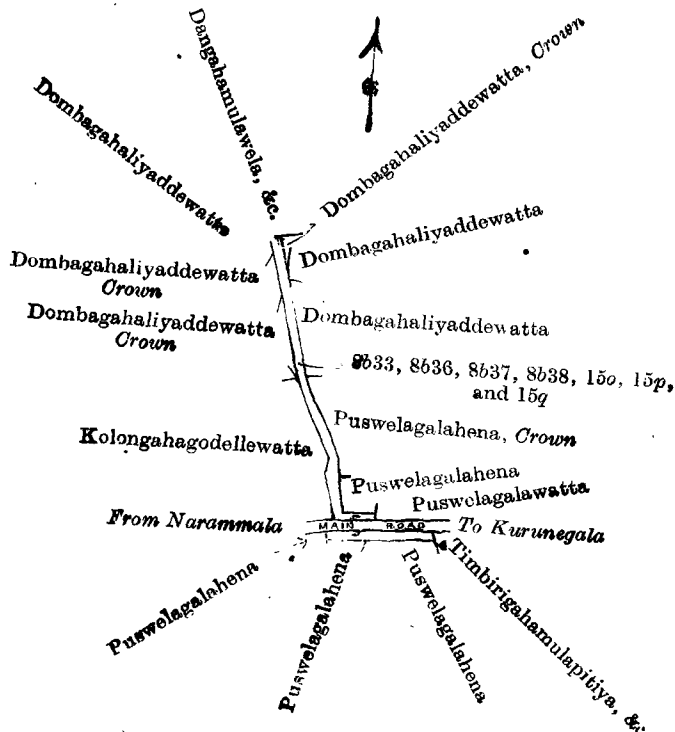 Dangahamulawela, &c.
Dombagahaliyaddewatta, Crown
Dombagahaliyaddewatta
Dombagahaliyaddewatta
Dombagahaliyaddewatta
Crown
Dombagahaliyaddewatta
Crown
Dombagahaliyaddewatta
8b33, 8b36, 8b37, 8b38, 15o, 15p,
and 15q
Puswelagalahena, Crown
Kolongahagodellewatta
Puswelagalahena
Puswelagalawatta
From Narammala
MAIN ROAD
To Kurunegala
Puswelagalahena
Puswelagalahena
Puswelagalahena
Timbirigahamulapitiya, &c.